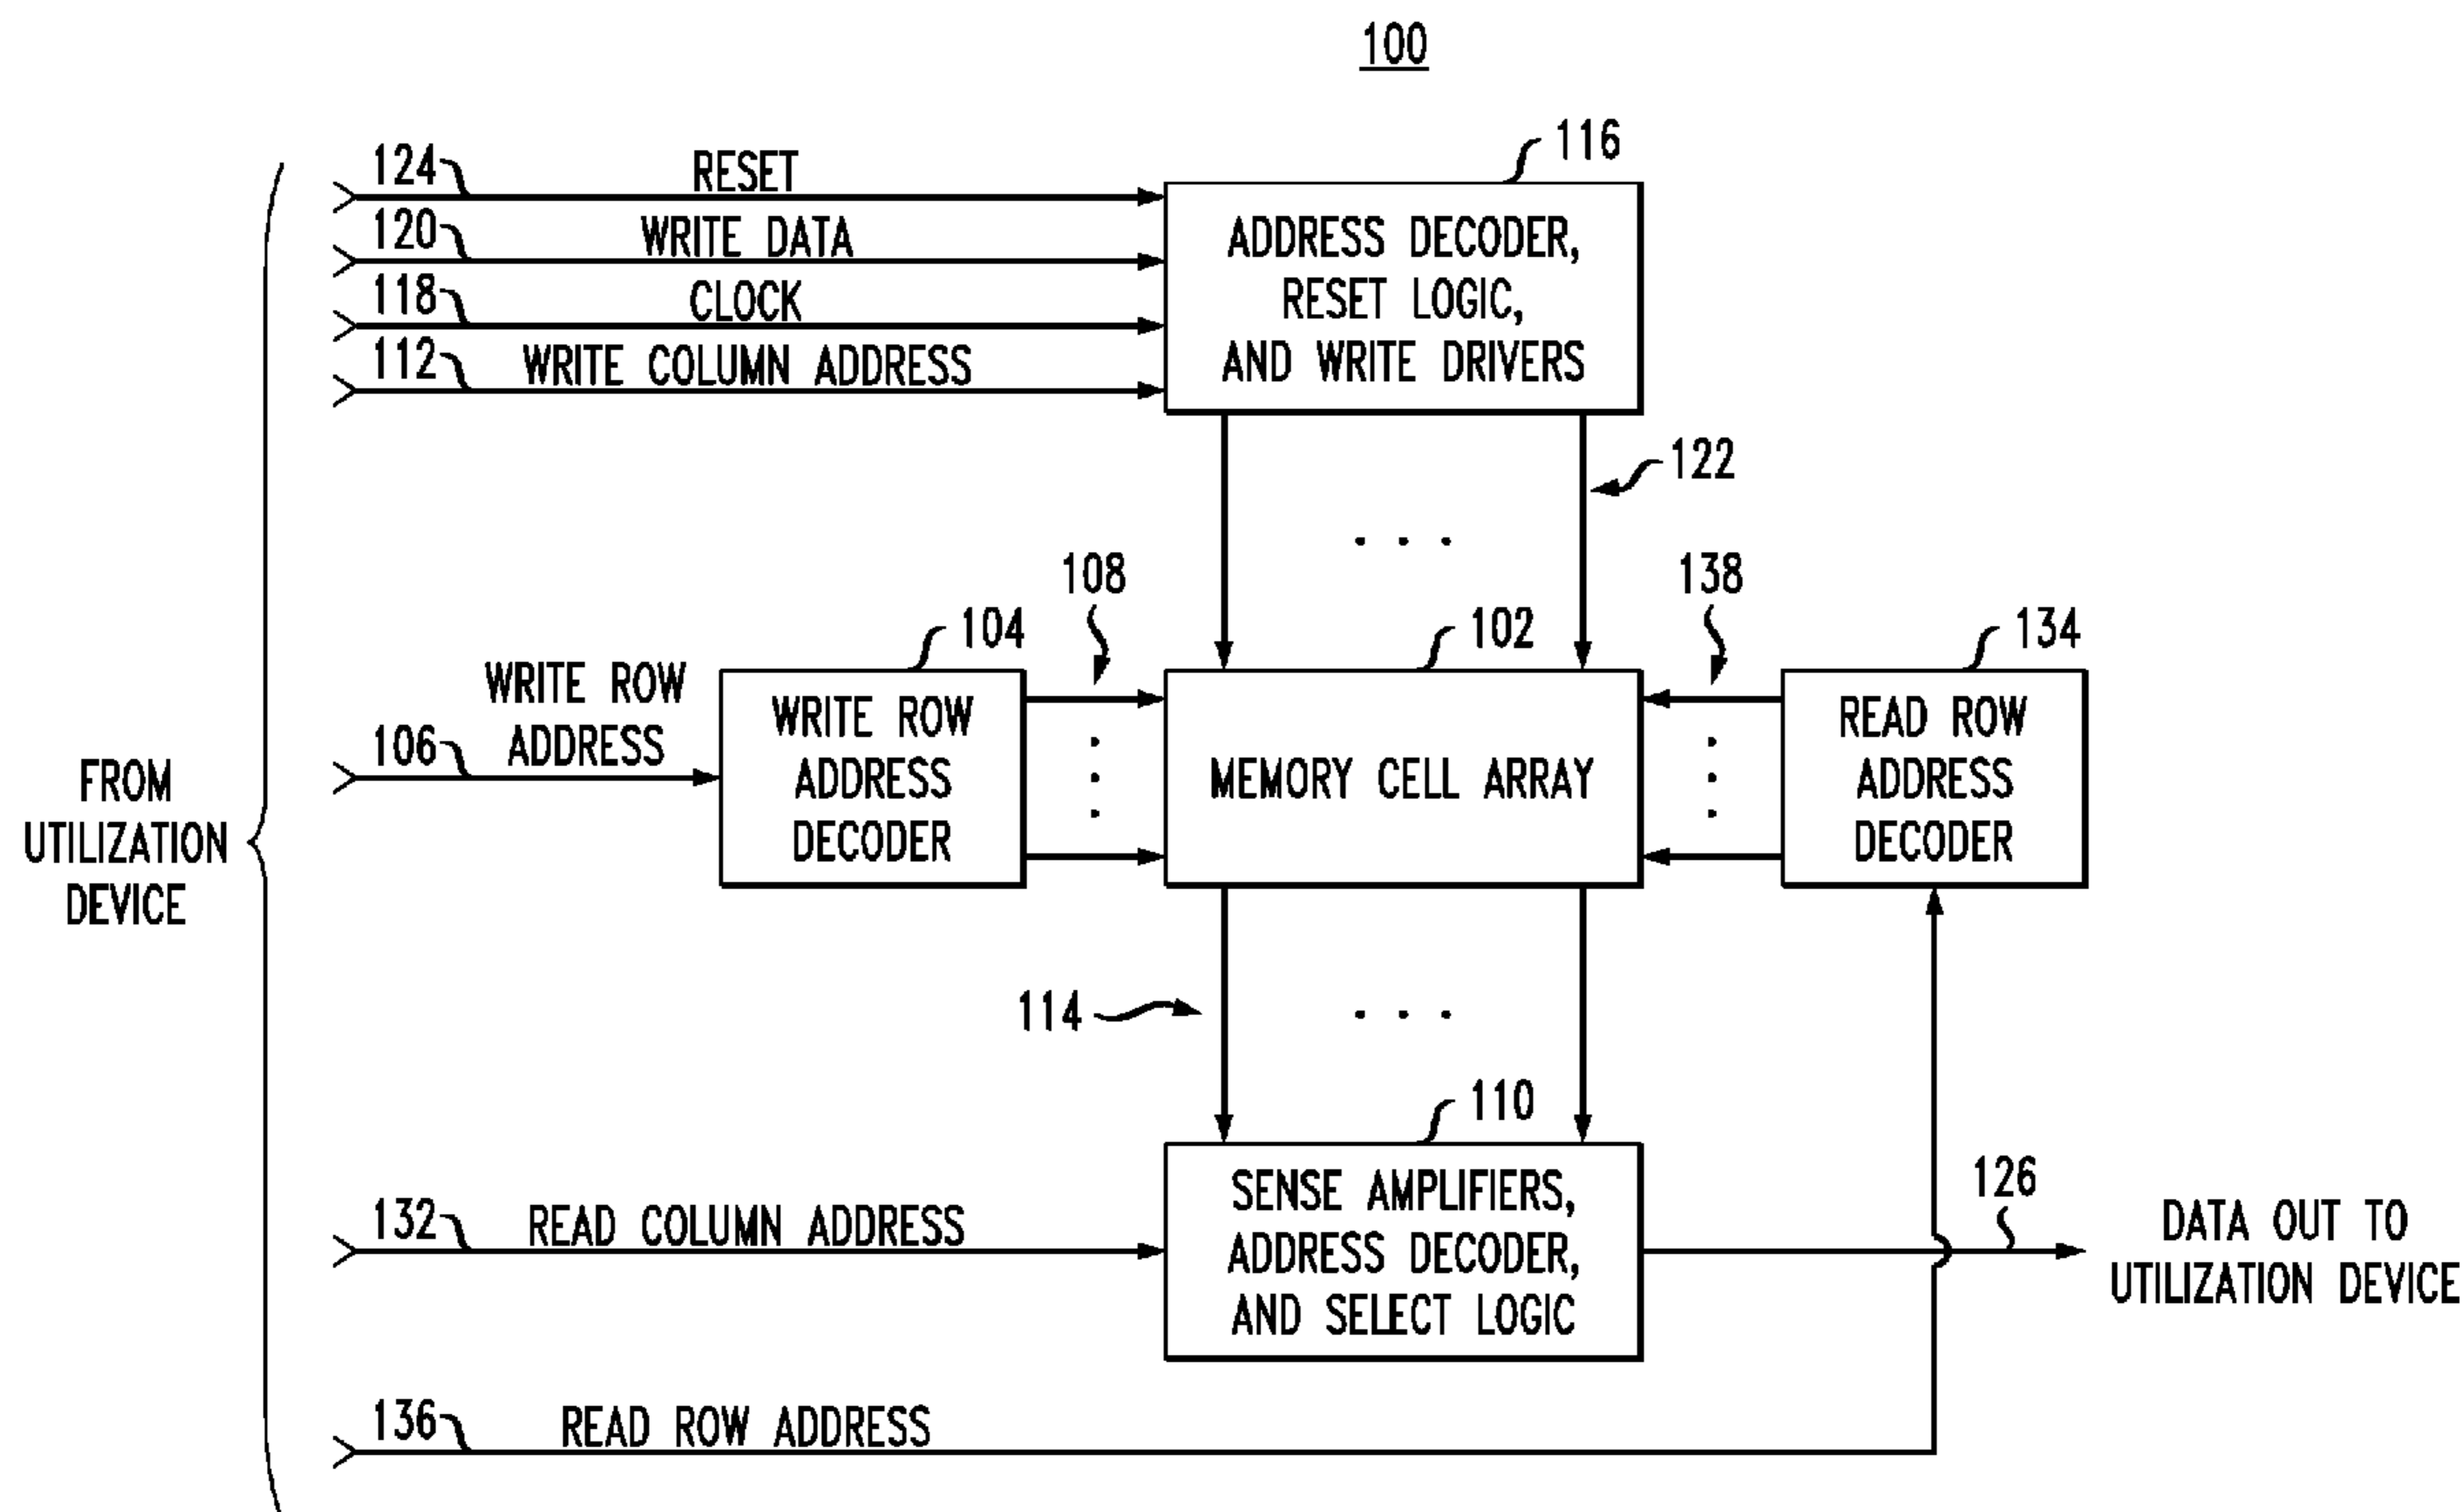 100
124
RESET
120
WRITE DATA
118
CLOCK
112
WRITE COLUMN ADDRESS
116
ADDRESS DECODER,
RESET LOGIC,
AND WRITE DRIVERS
122
108
138
104
102
134
WRITE ROW
ADDRESS
106
WRITE ROW
ADDRESS
DECODER
MEMORY CELL ARRAY
READ ROW
ADDRESS
DECODER
FROM
UTILIZATION
DEVICE
114
110
132
READ COLUMN ADDRESS
SENSE AMPLIFIERS,
ADDRESS DECODER,
AND SELECT LOGIC
126
DATA OUT TO
UTILIZATION DEVICE
136
READ ROW ADDRESS